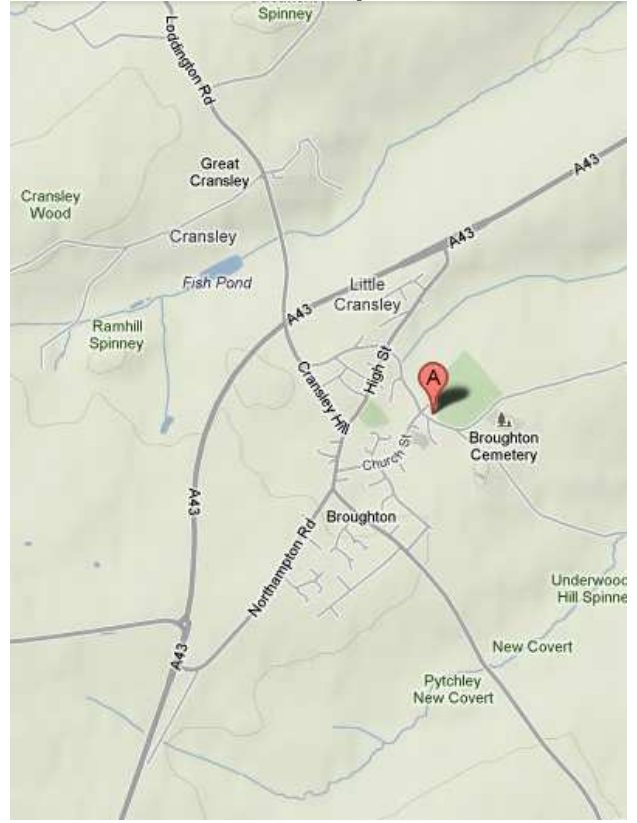 Spinney
Loddington Rd
A43
Great
Cransley
Cransley
Wood
Cransley
A43
Fish Pond
Little
Cransley
A43
Ramhill
Spinney
High St
Cransley Hill
A
Broughton
Cemetery
Church St
A43
Broughton
Northampton Rd
Underwood
Hill Spinne
New Covert
A43
Pytchley
New Covert